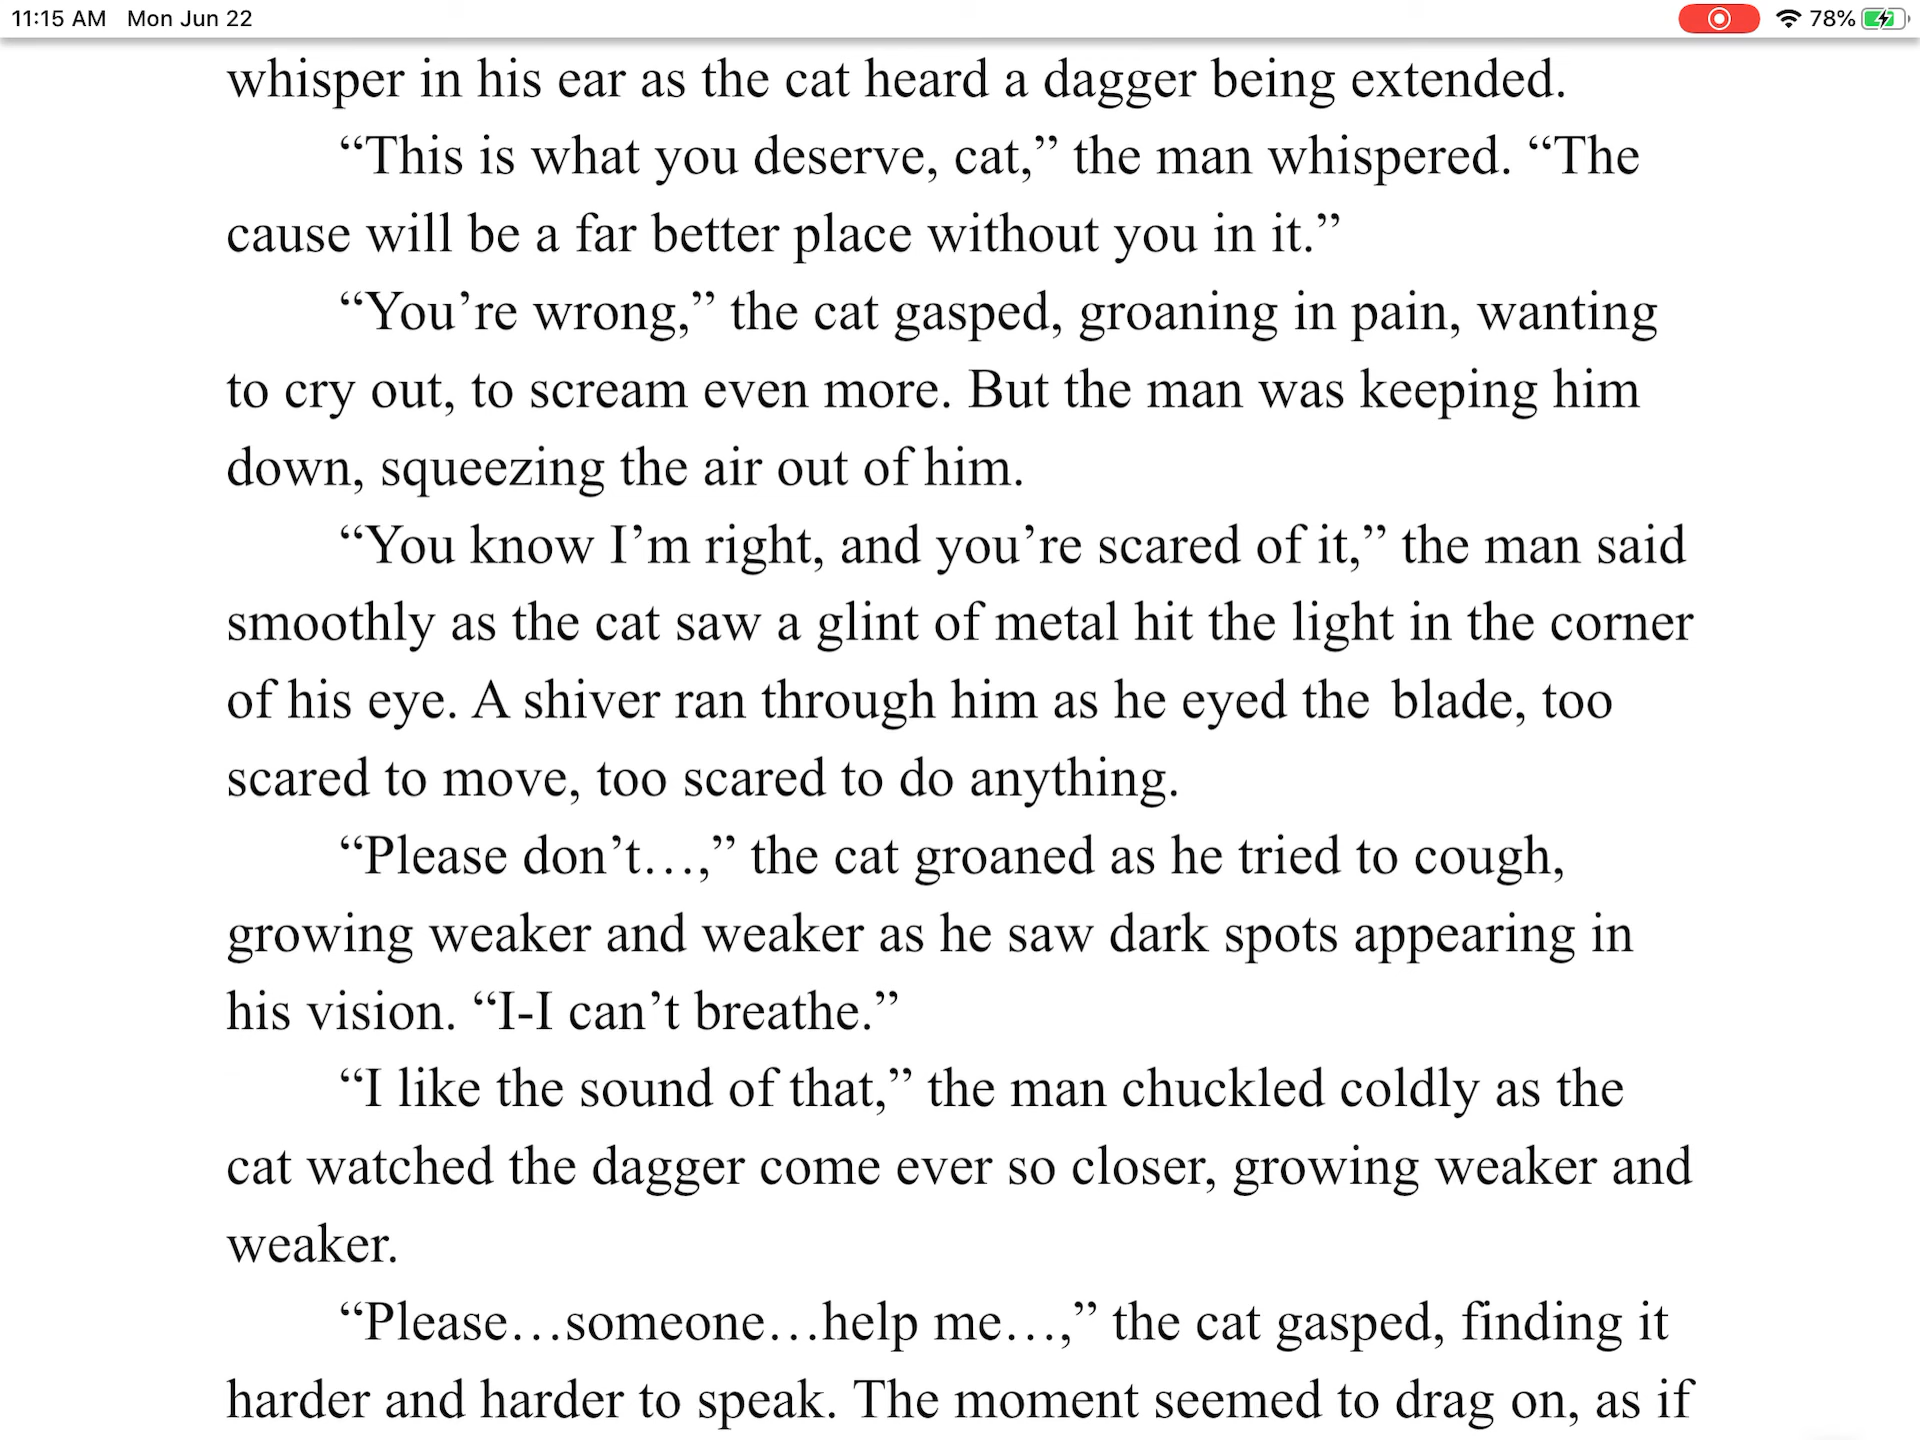 11:15 AM Mon Jun 22 78%
whisper in his ear as the cat heard a dagger being extended.
“This is what you deserve, cat,” the man whispered. “The
cause will be a far better place without you in it.”
“You’re wrong,” the cat gasped, groaning in pain, wanting
to cry out, to scream even more. But the man was keeping him
down, squeezing the air out of him.
“You know I’m right, and you’re scared of it,” the man said
smoothly as the cat saw a glint of metal hit the light in the corner
of his eye. A shiver ran through him as he eyed the blade, too
scared to move, too scared to do anything.
“Please don’t…,” the cat groaned as he tried to cough,
growing weaker and weaker as he saw dark spots appearing in
his vision. “I-I can’t breathe.”
“I like the sound of that,” the man chuckled coldly as the
cat watched the dagger come ever so closer, growing weaker and
weaker.
“Please…someone…help me…,” the cat gasped, finding it
harder and harder to speak. The moment seemed to drag on, as if